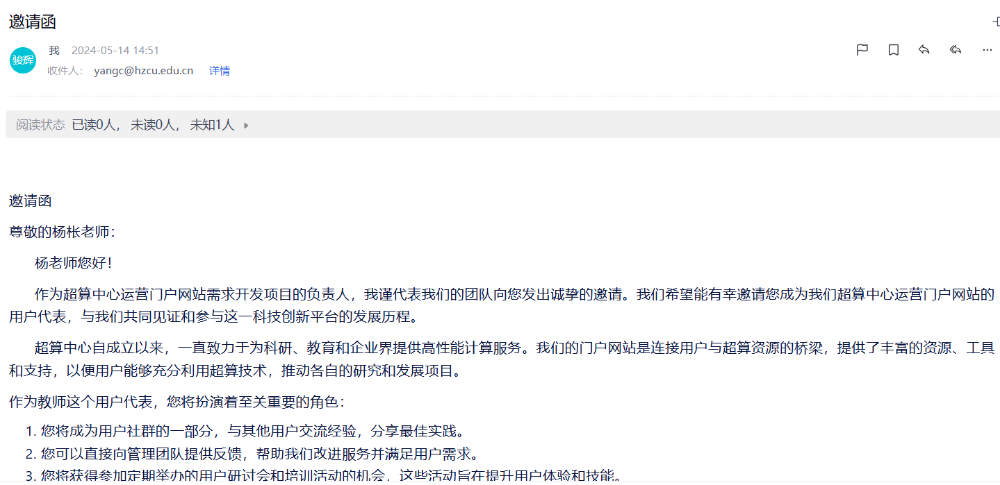 邀请函
骏辉
我 2024-05-14 14:51
收件人： yangc@hzcu.edu.cn 详情
阅读状态 已读0人， 未读0人， 未知1人
邀请函
尊敬的杨枨老师：
杨老师您好！
作为超算中心运营门户网站需求开发项目的负责人，我谨代表我们的团队向您发出诚挚的邀请。我们希望能有幸邀请您成为我们超算中心运营门户网站的
用户代表，与我们共同见证和参与这一科技创新平台的发展历程。
超算中心自成立以来，一直致力于为科研、教育和企业界提供高性能计算服务。我们的门户网站是连接用户与超算资源的桥梁，提供了丰富的资源、工具
和支持，以便用户能够充分利用超算技术，推动各自的研究和发展项目。
作为教师这个用户代表，您将扮演着至关重要的角色：
1. 您将成为用户社群的一部分，与其他用户交流经验，分享最佳实践。
2. 您可以直接向管理团队提供反馈，帮助我们改进服务并满足用户需求。
3. 您将获得参加定期举办的用户研讨会和培训活动的机会，这些活动旨在提升用户体验和技能。